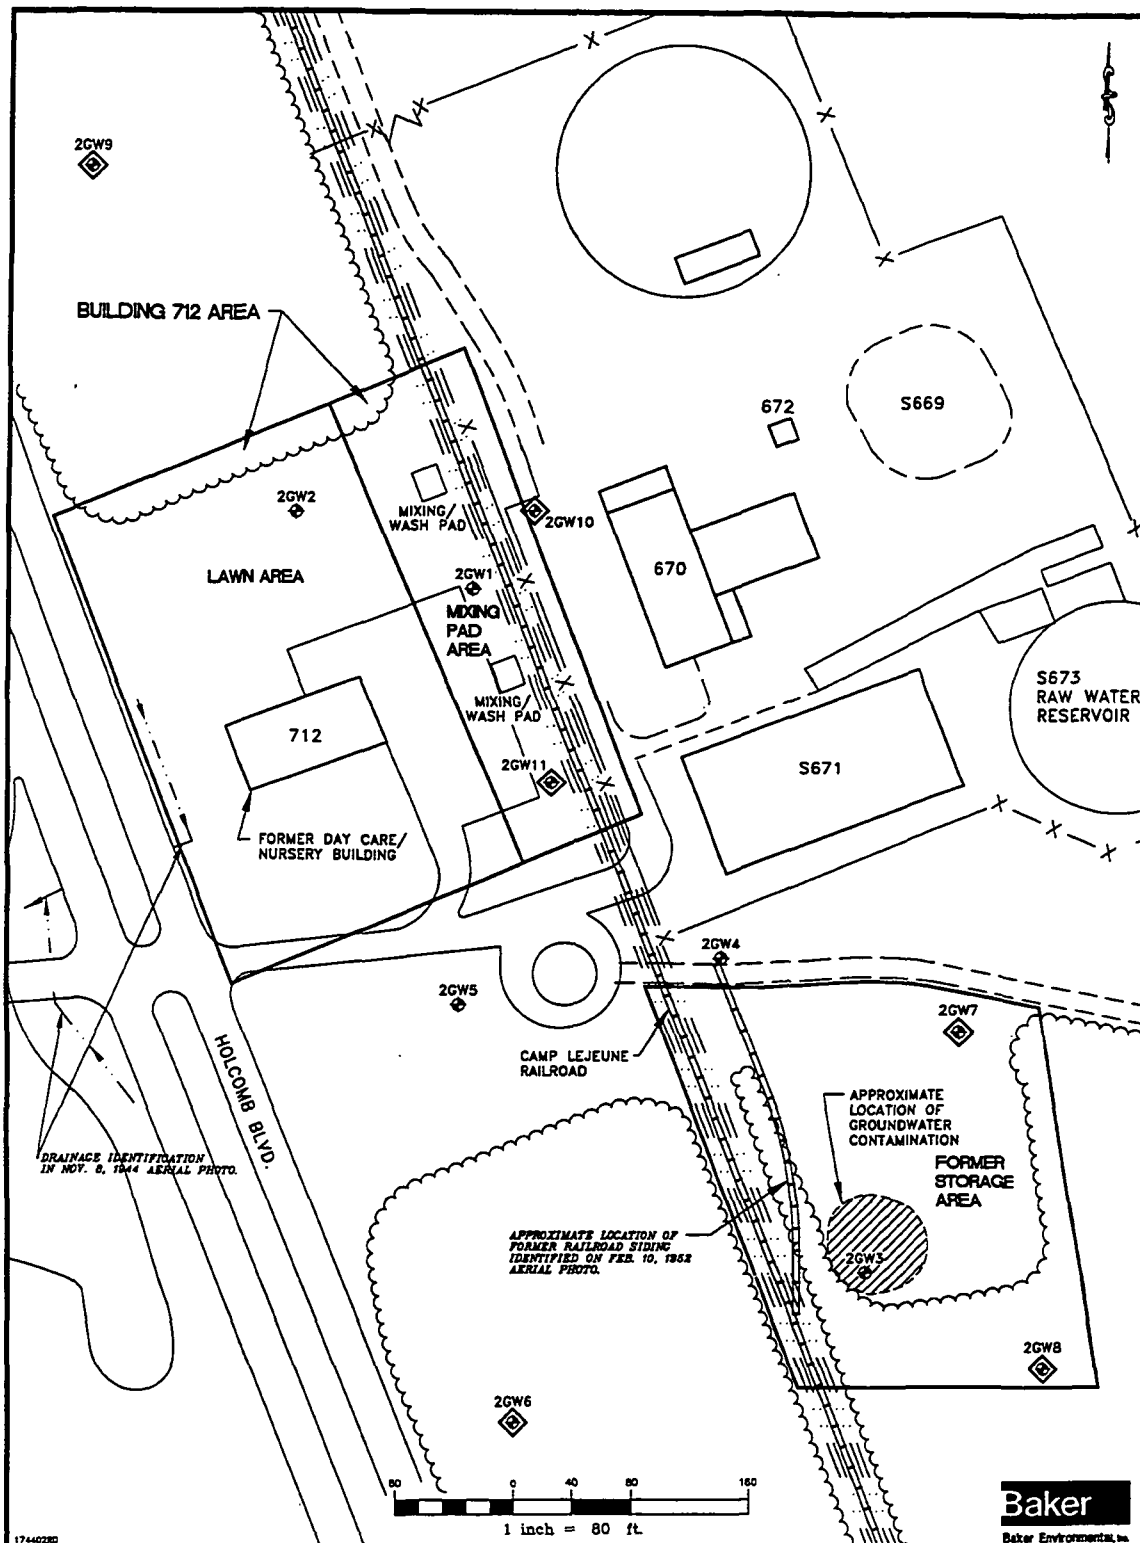 2GW9
BUILDING 712 AREA
S669
672
2GW2
MIXING/
WASH PAD
2GW10
LAWN AREA
2GW1
670
MIXING
PAD
AREA
S673
RAW WATER
RESERVOIR
MIXING/
WASH PAD
712
2GW11
S671
FORMER DAY CARE/
NURSERY BUILDING
2GW4
2GW5
2GW7
HOLCOMB BLVD.
CAMP LEJEUNE
RAILROAD
APPROXIMATE
LOCATION OF
GROUNDWATER
CONTAMINATION
DRAINAGE IDENTIFICATION
IN NOV. 8, 1944 AERIAL PHOTO.
FORMER
STORAGE
AREA
APPROXIMATE LOCATION OF
FORMER RAILROAD SIDING
IDENTIFIED ON FEB. 10, 1952
AERIAL PHOTO.
2GW3
2GW8
2GW6
0 40 80 160
1 inch = 80 ft.
Baker
Baker Environmental, Inc.